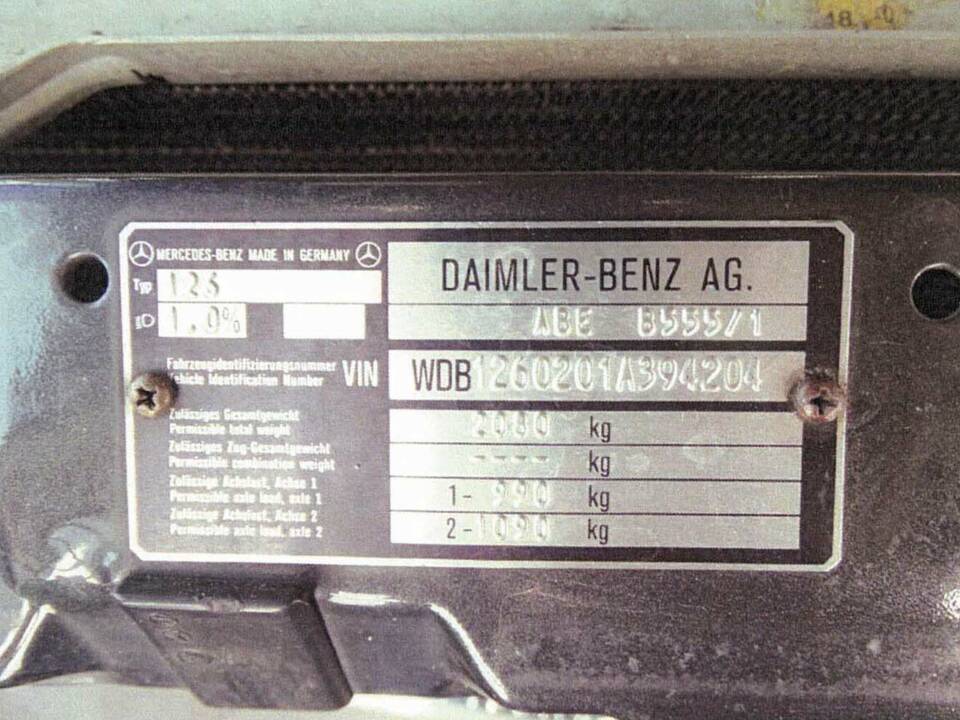 MERCEDES-BENZ MADE IN GERMANY
DAIMLER-BENZ AG.
Typ 126
1.0%
ABE B555/1
Fahrzeugidentifizierungsnummer
Vehicle Identification Number
VIN
WDB1260201A394204
Zulässiges Gesamtgewicht
Permissible total weight
2080 kg
Zulässiges Zug-Gesamtgewicht
Permissible combination weight
---- kg
Zulässige Achslast, Achse 1
Permissible axle load, axle 1
1- 990 kg
Zulässige Achslast, Achse 2
Permissible axle load, axle 2
2- 1090 kg